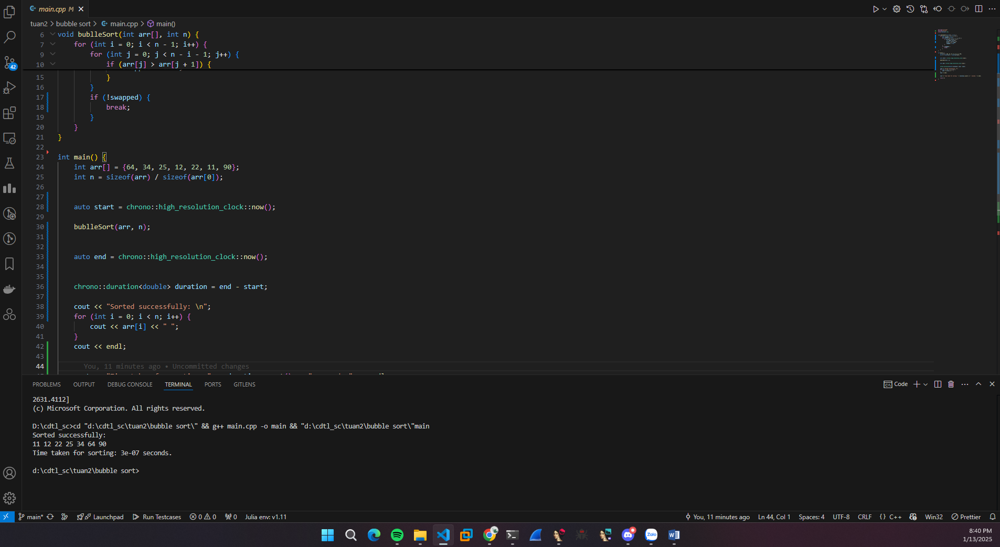 main.cpp M
tuan2 > bubble sort > main.cpp > main()
6 void bublleSort(int arr[], int n) {
7 for (int i = 0; i < n - 1; i++) {
9 for (int j = 0; j < n - i - 1; j++) {
10 if (arr[j] > arr[j + 1]) {
15 }
16 }
17 if (!swapped) {
18 break;
19 }
20 }
21 }
22
23 int main() {
24 int arr[] = {64, 34, 25, 12, 22, 11, 90};
25 int n = sizeof(arr) / sizeof(arr[0]);
26
27
28 auto start = chrono::high_resolution_clock::now();
29
30 bublleSort(arr, n);
31
32
33 auto end = chrono::high_resolution_clock::now();
34
35
36 chrono::duration<double> duration = end - start;
37
38 cout << "Sorted successfully: \n";
39 for (int i = 0; i < n; i++) {
40 cout << arr[i] << " ";
41 }
42 cout << endl;
43
44 You, 11 minutes ago • Uncommitted changes
42
PROBLEMS OUTPUT DEBUG CONSOLE TERMINAL PORTS GITLENS
Code
2631.4112]
(c) Microsoft Corporation. All rights reserved.
D:\cdtl_sc>cd "d:\cdtl_sc\tuan2\bubble sort\" && g++ main.cpp -o main && "d:\cdtl_sc\tuan2\bubble sort\"main
Sorted successfully:
11 12 22 25 34 64 90
Time taken for sorting: 3e-07 seconds.
d:\cdtl_sc\tuan2\bubble sort>
main* Launchpad Run Testcases 0 0 0 Julia env: v1.11 You, 11 minutes ago Ln 44, Col 1 Spaces: 4 UTF-8 CRLF {} C++ Win32 Prettier
Zalo
8:40 PM
1/13/2025